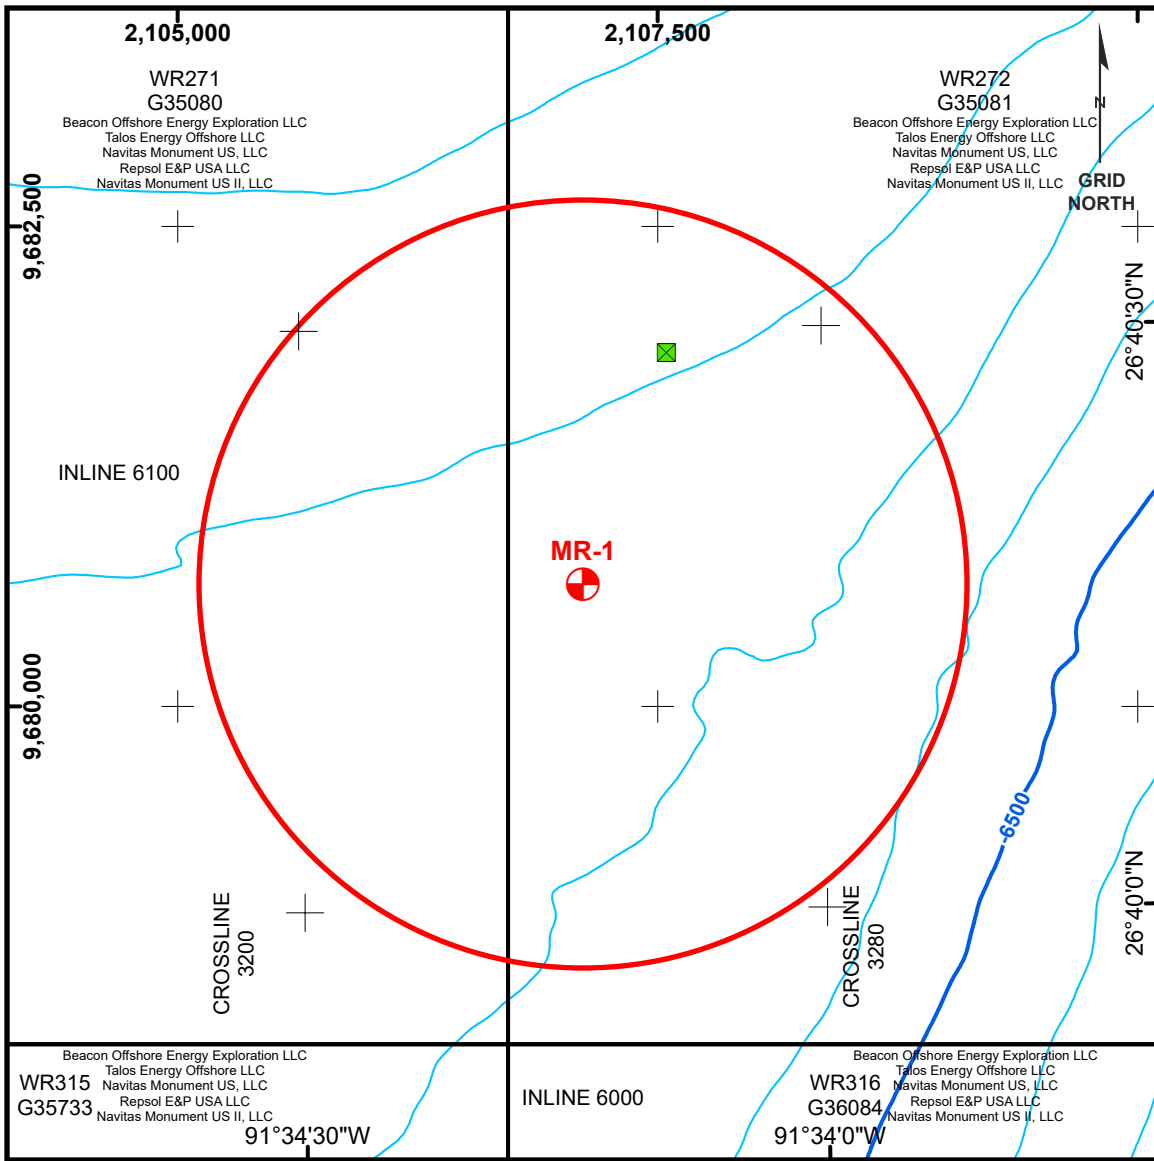 2,105,000
2,107,500
WR271
G35080
Beacon Offshore Energy Exploration LLC
Talos Energy Offshore LLC
Navitas Monument US, LLC
Repsol E&P USA LLC
Navitas Monument US II, LLC
WR272
G35081
Beacon Offshore Energy Exploration LLC
Talos Energy Offshore LLC
Navitas Monument US, LLC
Repsol E&P USA LLC
Navitas Monument US II, LLC
N
GRID
NORTH
9,682,500
26°40'30"N
INLINE 6100
MR-1
9,680,000
-6500
26°40'0"N
CROSSLINE
3200
CROSSLINE
3280
Beacon Offshore Energy Exploration LLC
Talos Energy Offshore LLC
Navitas Monument US, LLC
Repsol E&P USA LLC
Navitas Monument US II, LLC
WR315
G35733
INLINE 6000
WR316
G36084
Beacon Offshore Energy Exploration LLC
Talos Energy Offshore LLC
Navitas Monument US, LLC
Repsol E&P USA LLC
Navitas Monument US II, LLC
91°34'30"W
91°34'0"W